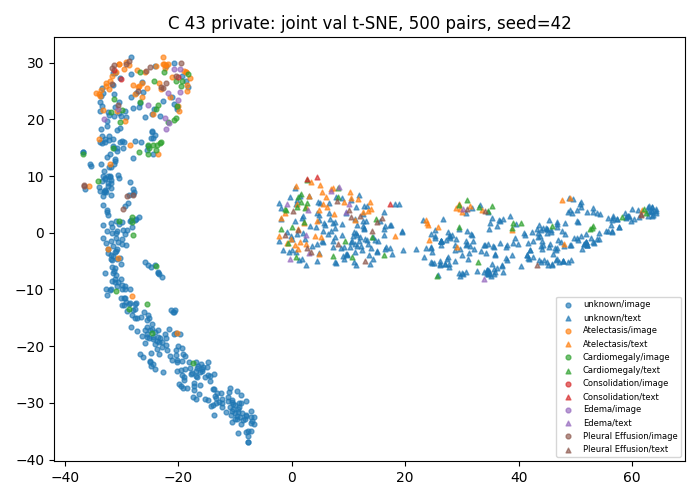 C 43 private: joint val t-SNE, 500 pairs, seed=42
30
20
10
0
−10
−20
−30
−40
−40
−20
0
20
40
60
unknown/image
unknown/text
Atelectasis/image
Atelectasis/text
Cardiomegaly/image
Cardiomegaly/text
Consolidation/image
Consolidation/text
Edema/image
Edema/text
Pleural Effusion/image
Pleural Effusion/text